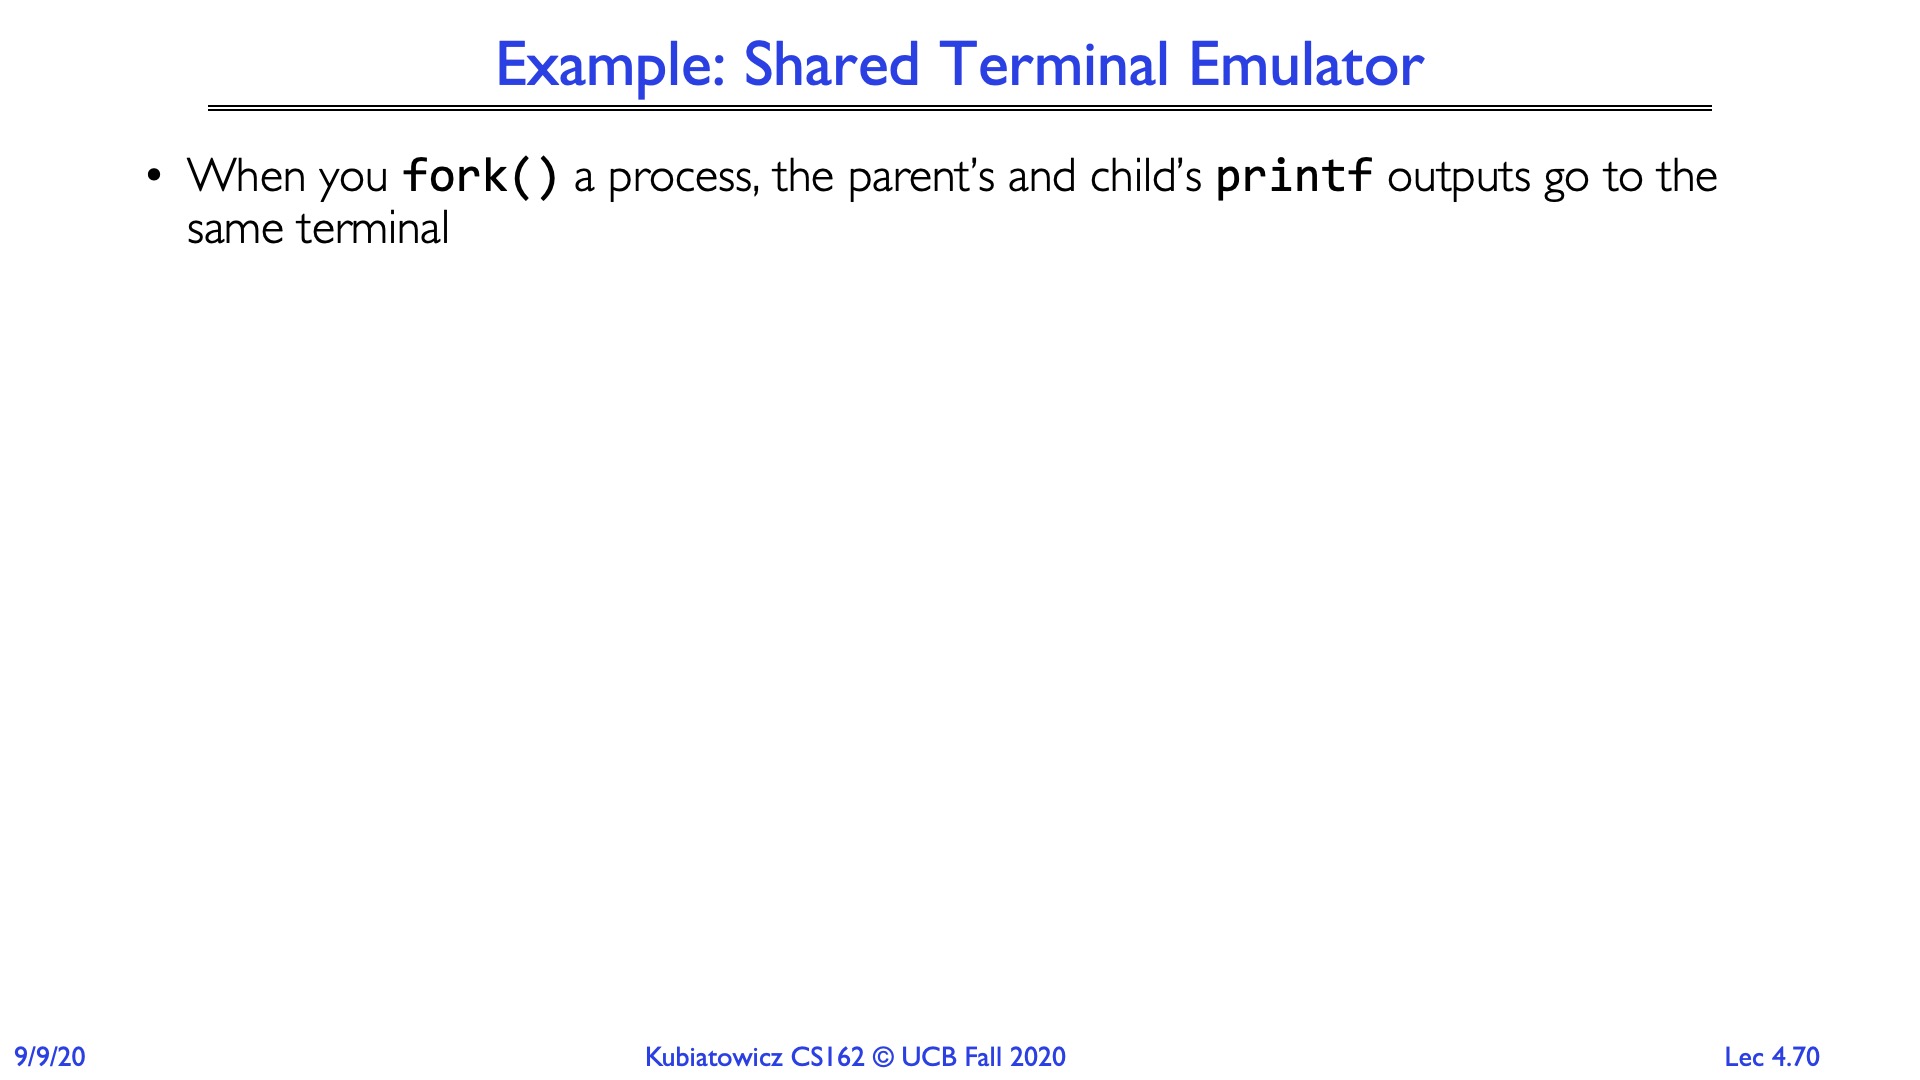 Example: Shared Terminal Emulator
• When you fork() a process, the parent’s and child’s printf outputs go to the
same terminal
9/9/20
Kubiatowicz CS162 © UCB Fall 2020
Lec 4.70